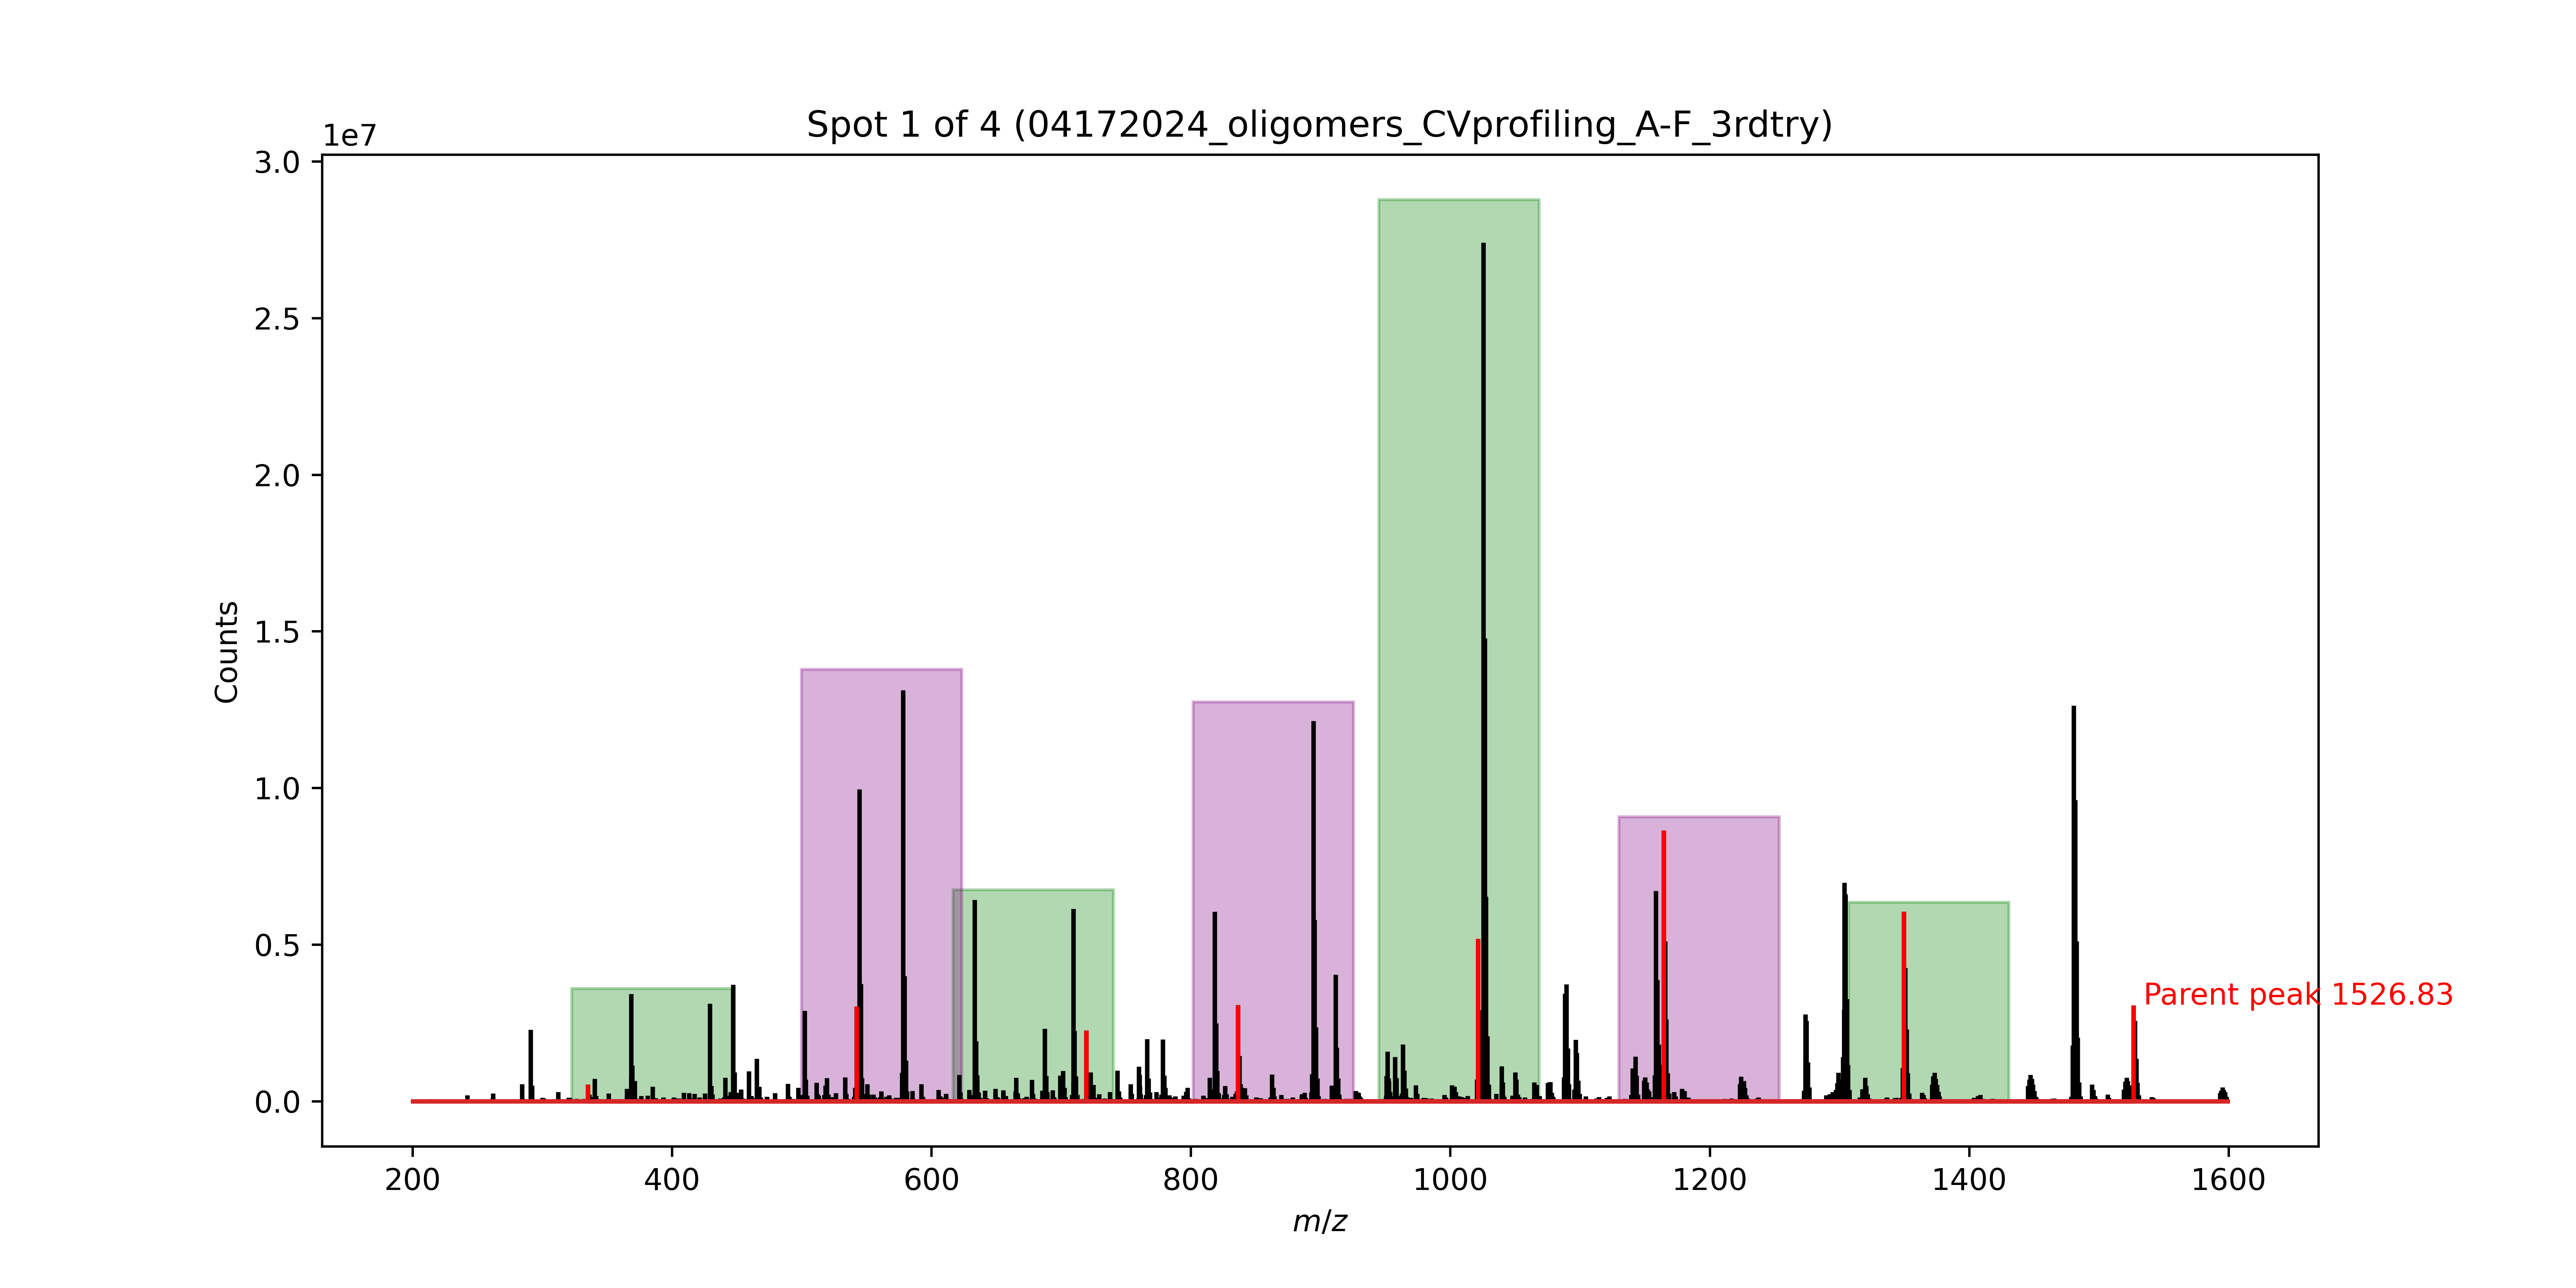 Spot 1 of 4 (04172024_oligomers_CVprofiling_A-F_3rdtry)
1e7
3.0
2.5
2.0
1.5
1.0
0.5
0.0
Counts
Parent peak 1526.83
200 400 600 800 1000 1200 1400 1600
m/z